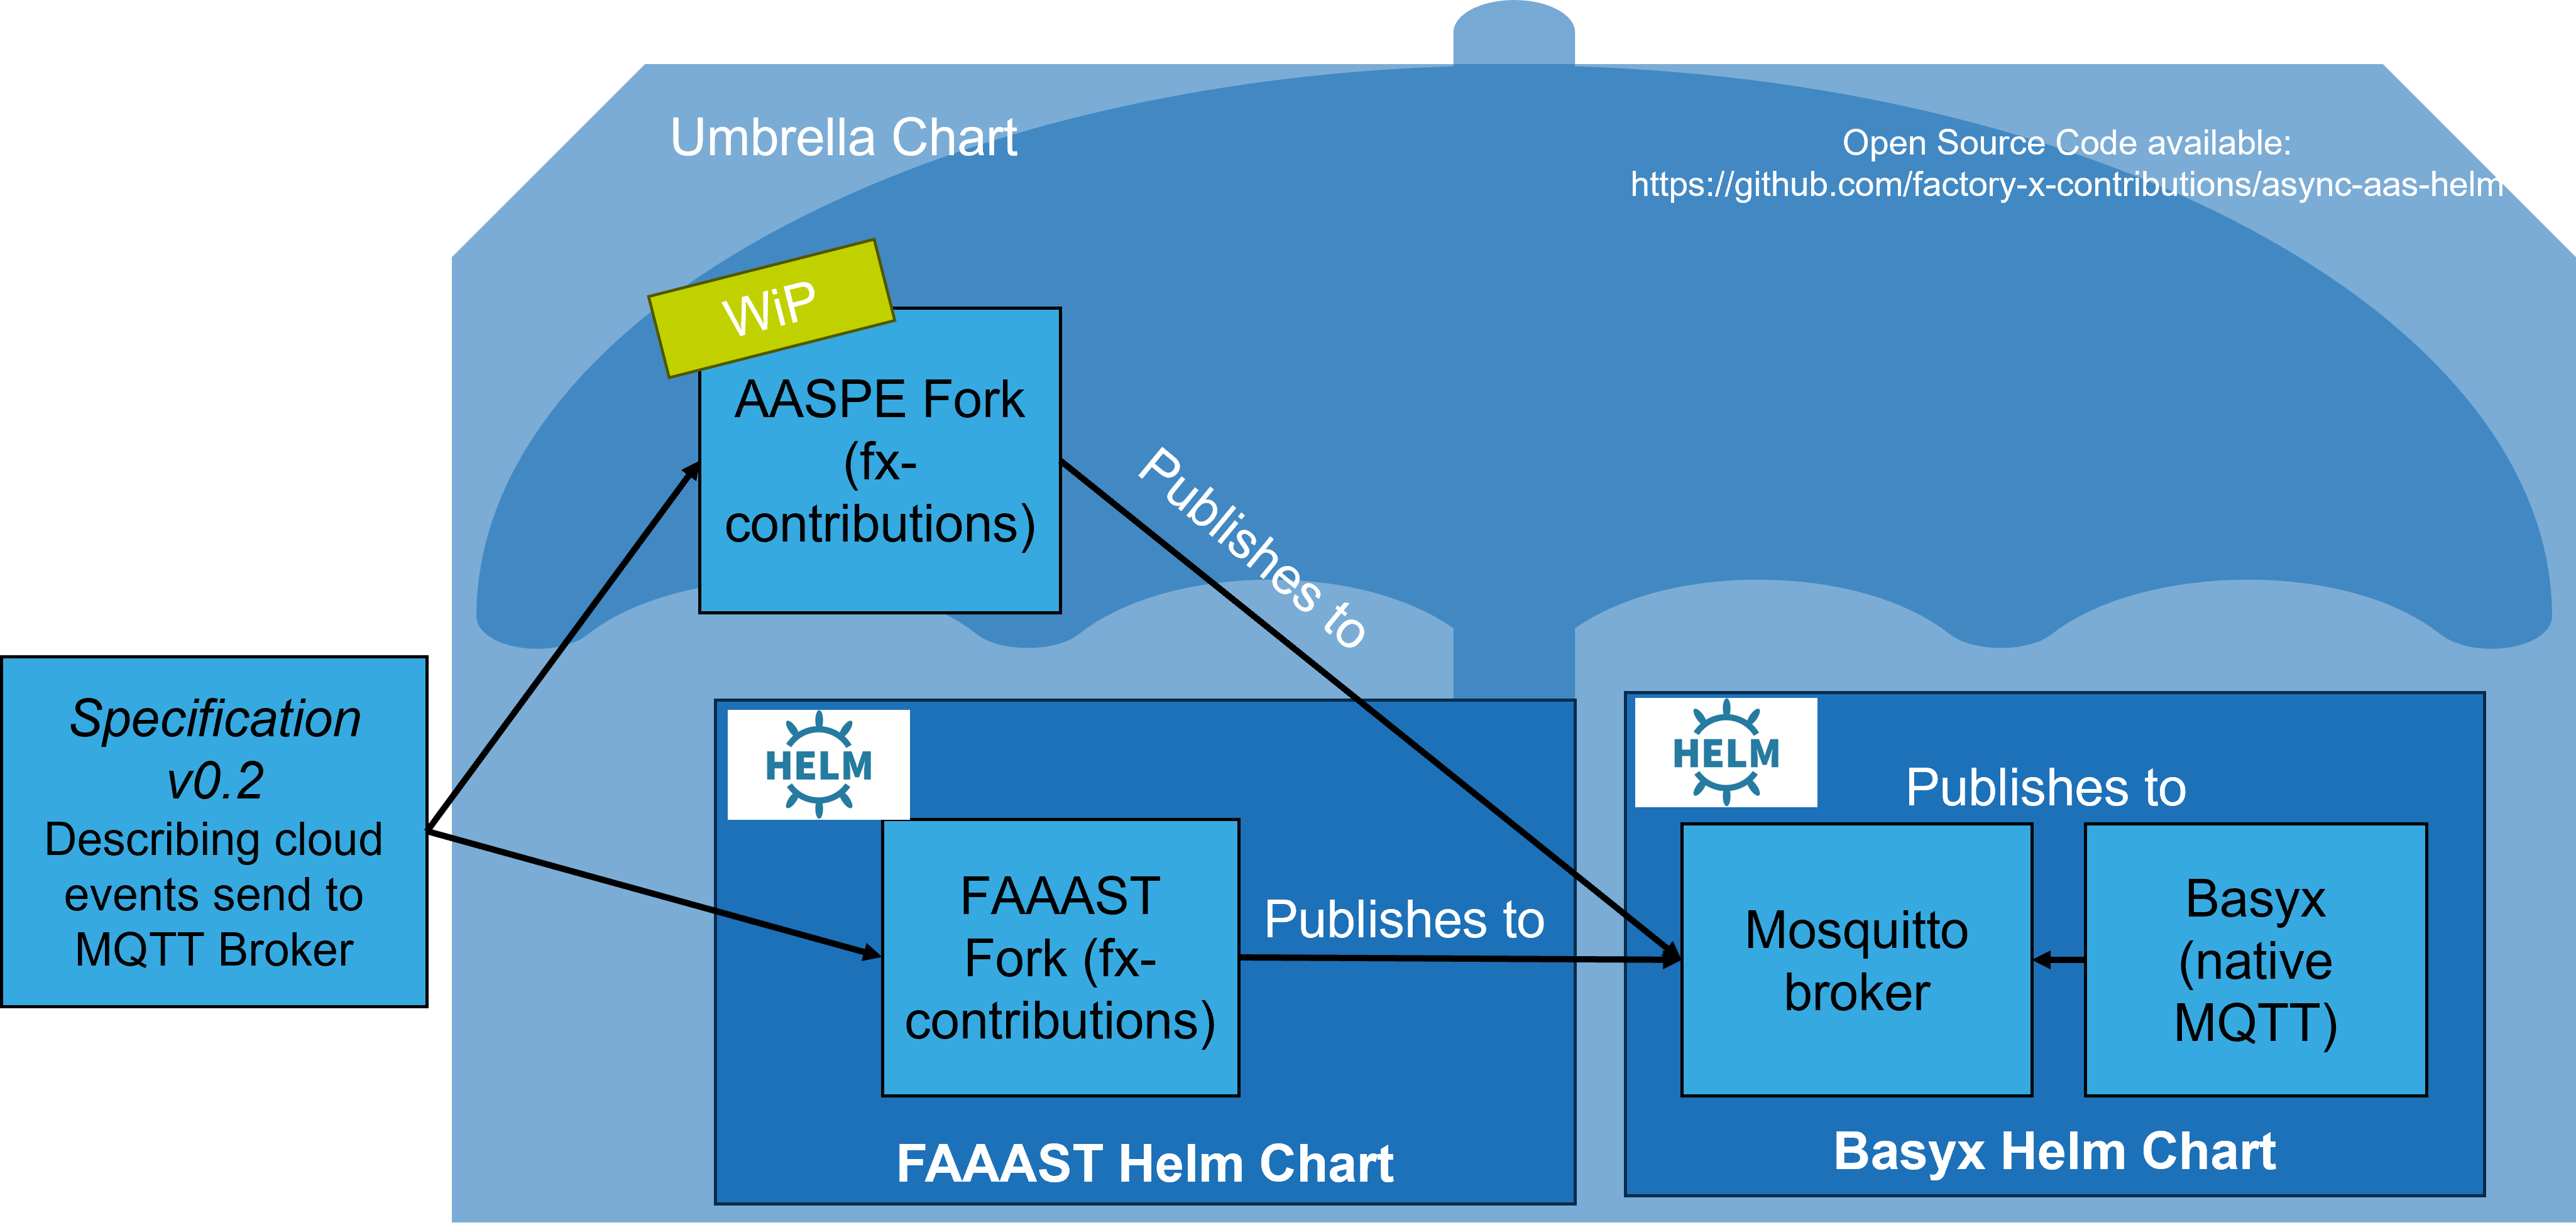 Umbrella Chart
Open Source Code available:
https://github.com/factory-x-contributions/async-aas-helm
WiP
AASPE Fork
(fx-
contributions)
Publishes to
Specification
v0.2
Describing cloud
events send to
MQTT Broker
HELM
FAAAST
Fork (fx-
contributions)
Publishes to
FAAAST Helm Chart
HELM
Publishes to
Mosquitto
broker
Basyx
(native
MQTT)
Basyx Helm Chart